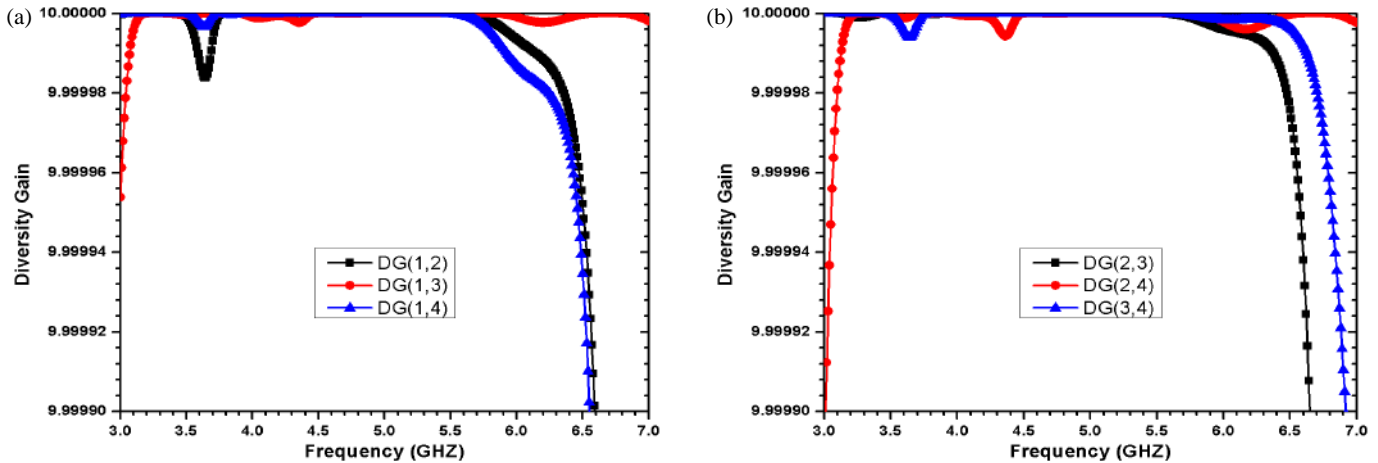 (a)
10.00000
9.99998
9.99996
9.99994
9.99992
9.99990
Diversity Gain
DG(1,2)
DG(1,3)
DG(1,4)
3.0 3.5 4.0 4.5 5.0 5.5 6.0 6.5 7.0
Frequency (GHZ)
(b)
10.00000
9.99998
9.99996
9.99994
9.99992
9.99990
Diversity Gain
DG(2,3)
DG(2,4)
DG(3,4)
3.0 3.5 4.0 4.5 5.0 5.5 6.0 6.5 7.0
Frequency (GHZ)